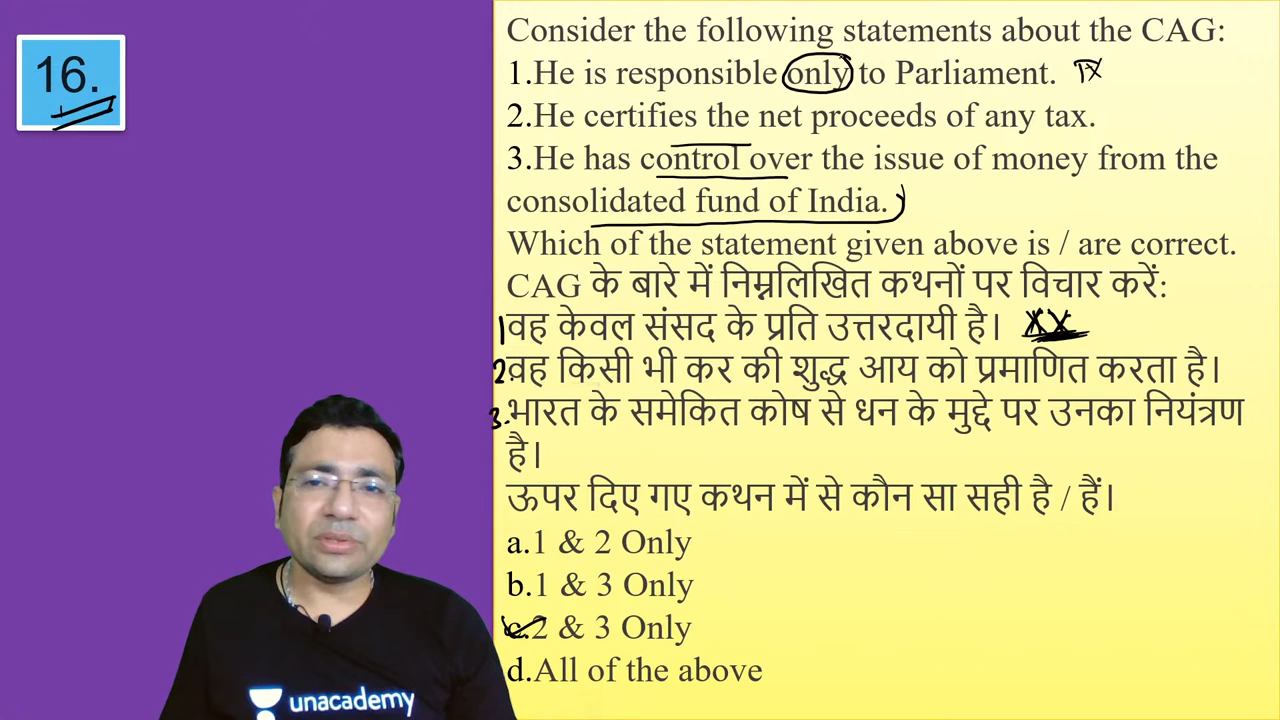 16.
Consider the following statements about the CAG:
1.He is responsible only to Parliament.
2.He certifies the net proceeds of any tax.
3.He has control over the issue of money from the
consolidated fund of India.
Which of the statement given above is / are correct.
CAG के बारे में निम्नलिखित कथनों पर विचार करें:
1 वह केवल संसद के प्रति उत्तरदायी है।
2. वह किसी भी कर की शुद्ध आय को प्रमाणित करता है।
3. भारत के समेकित कोष से धन के मुद्दे पर उनका नियंत्रण
है।
ऊपर दिए गए कथन में से कौन सा सही है / हैं।
a.1 & 2 Only
b.1 & 3 Only
c.2 & 3 Only
d.All of the above
unacademy